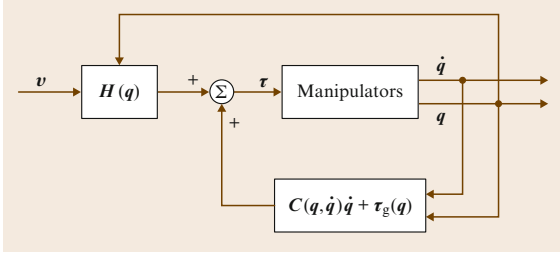 v
H(q)
+
Σ
+
τ
Manipulators
q̇
q
C(q,q̇)q̇ + τg(q)